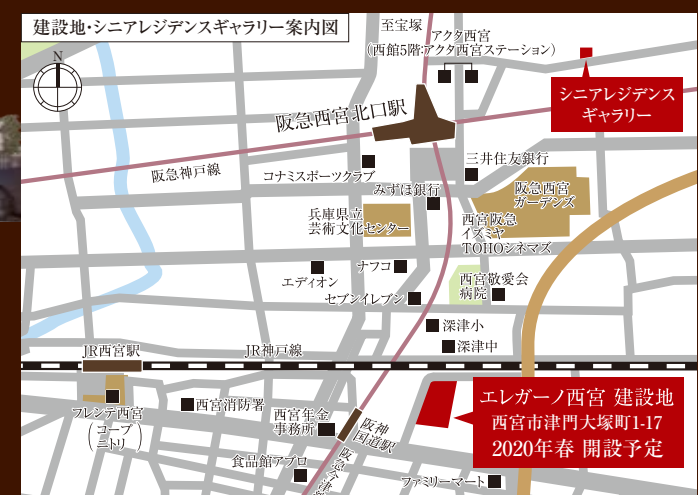 建設地・シニアレジデンスギャラリー案内図
N
至宝塚
アクタ西宮
(西館5階:アクタ西宮ステーション)
シニアレジデンス
ギャラリー
阪急西宮北口駅
阪急神戸線
コナミスポーツクラブ
三井住友銀行
みずほ銀行
阪急西宮
ガーデンズ
兵庫県立
芸術文化センター
西宮阪急
イズミヤ
TOHOシネマズ
エディオン
ナフコ
セブンイレブン
西宮敬愛会
病院
深津小
深津中
JR西宮駅
JR神戸線
フレンテ西宮
(コープ
ニトリ)
西宮消防署
西宮年金
事務所
阪神
国道駅
阪急今津線
食品館アプロ
ファミリーマート
エレガーノ西宮 建設地
西宮市津門大塚町1-17
2020年春 開設予定